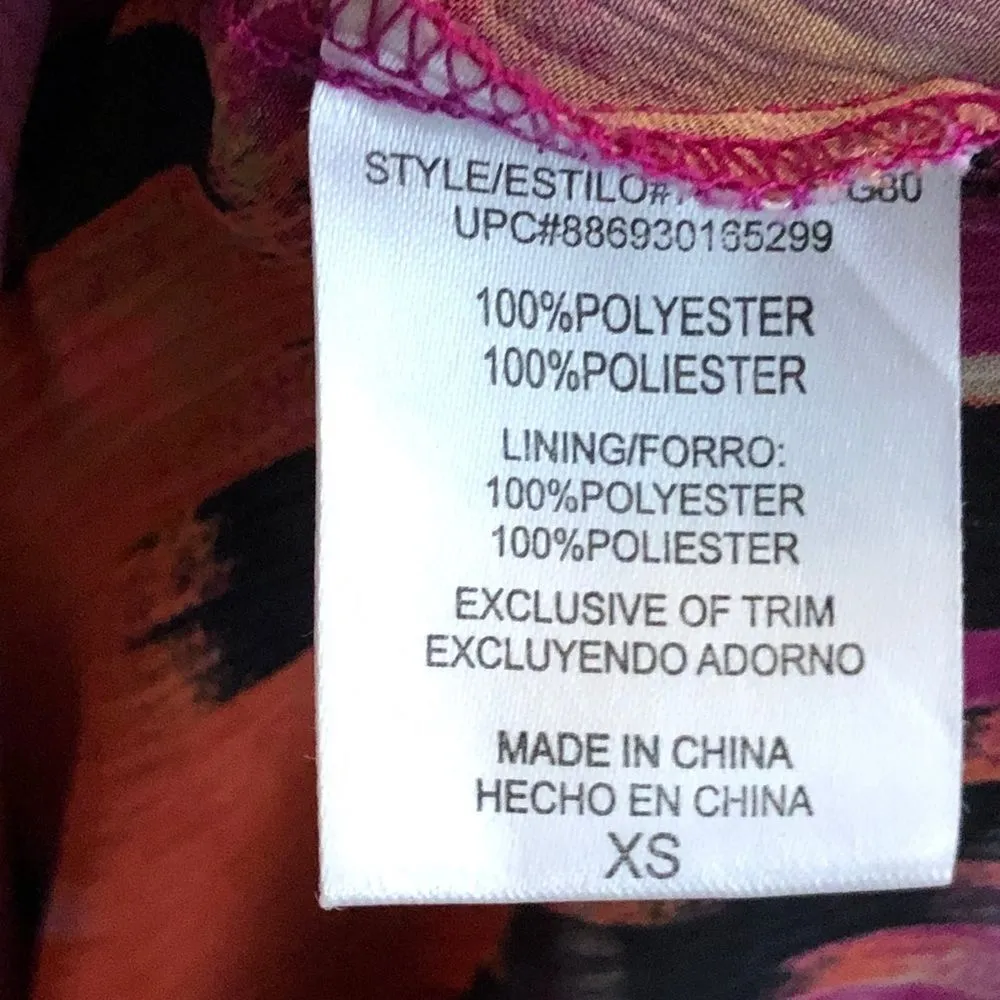 STYLE/ESTILO#
UPC#886930165299
100%POLYESTER
100%POLIESTER
LINING/FORRO:
100%POLYESTER
100%POLIESTER
EXCLUSIVE OF TRIM
EXCLUYENDO ADORNO
MADE IN CHINA
HECHO EN CHINA
XS